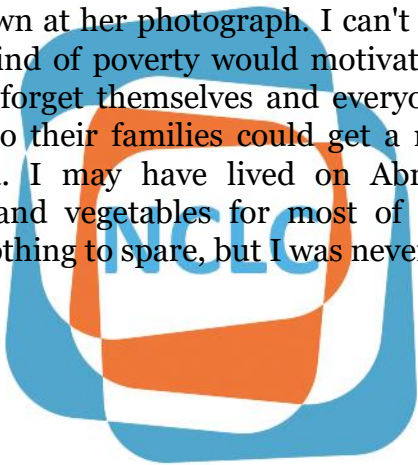 wn at her photograph. I can't
ind of poverty would motivat
forget themselves and everyo
o their families could get a r
. I may have lived on Abn
and vegetables for most of
othing to spare, but I was never
NCLC